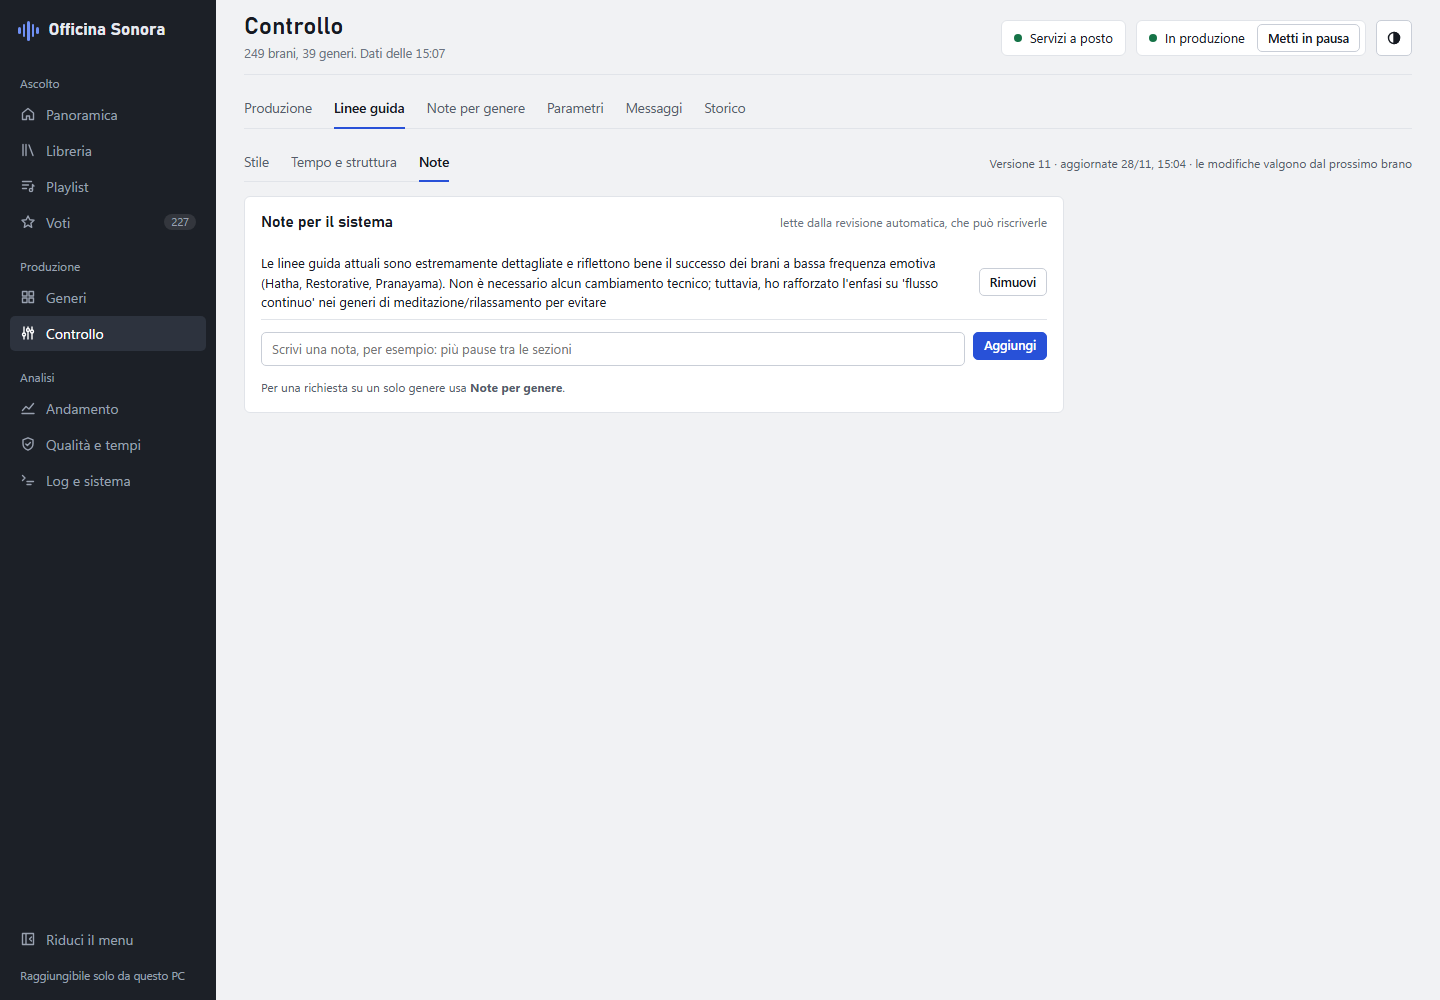 Officina Sonora
Ascolto
Panoramica
Libreria
Playlist
Voti 227
Produzione
Generi
Controllo
Analisi
Andamento
Qualità e tempi
Log e sistema
Riduci il menu
Raggiungibile solo da questo PC
Controllo
249 brani, 39 generi. Dati delle 15:07
Servizi a posto
In produzione Metti in pausa
Produzione Linee guida Note per genere Parametri Messaggi Storico
Stile Tempo e struttura Note
Versione 11 · aggiornate 28/11, 15:04 · le modifiche valgono dal prossimo brano
Note per il sistema
lette dalla revisione automatica, che può riscriverle
Le linee guida attuali sono estremamente dettagliate e riflettono bene il successo dei brani a bassa frequenza emotiva
(Hatha, Restorative, Pranayama). Non è necessario alcun cambiamento tecnico; tuttavia, ho rafforzato l'enfasi su 'flusso
continuo' nei generi di meditazione/rilassamento per evitare
Rimuovi
Scrivi una nota, per esempio: più pause tra le sezioni
Aggiungi
Per una richiesta su un solo genere usa Note per genere.